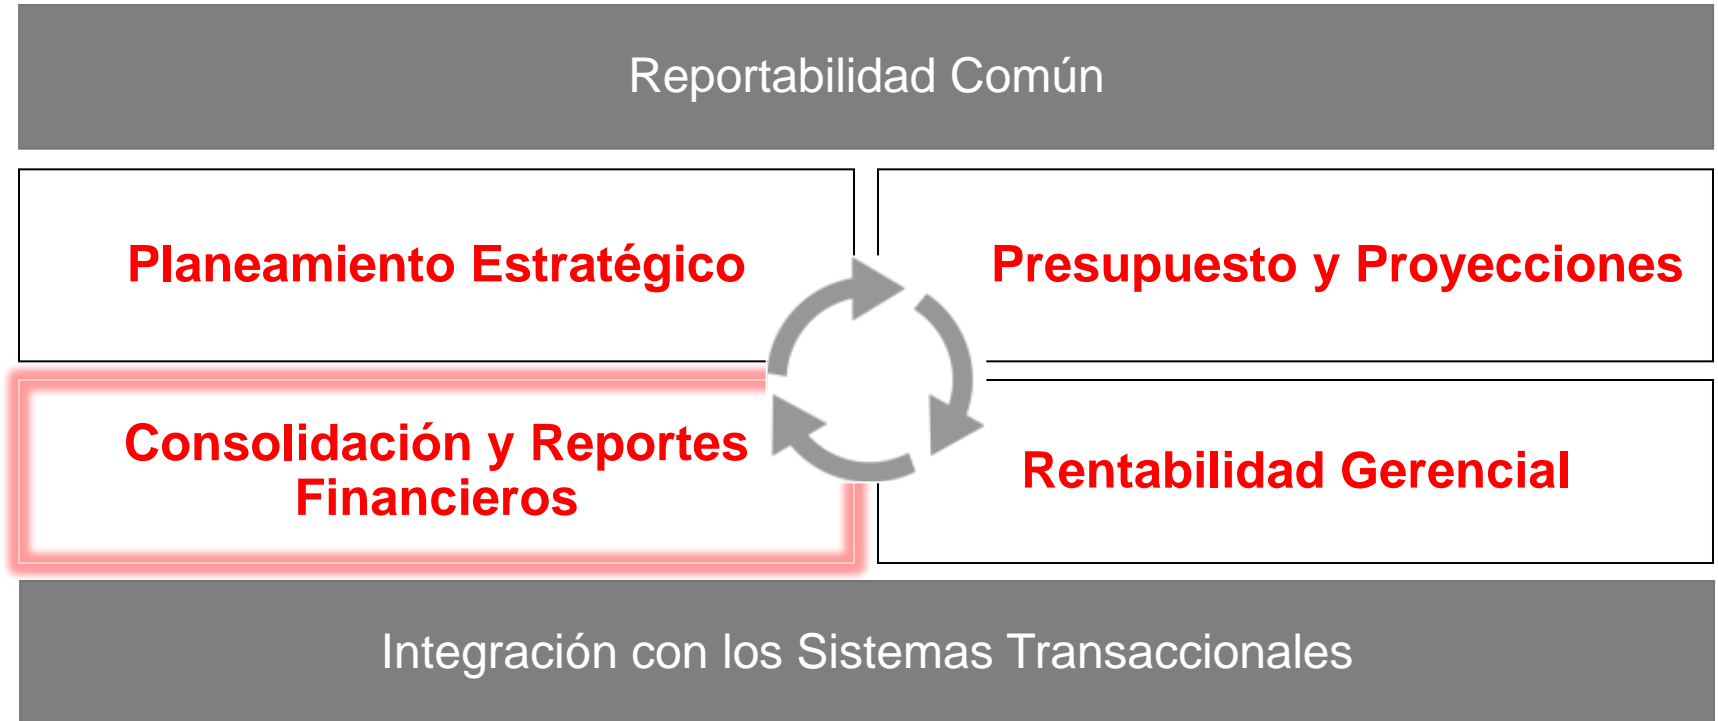 Reportabilidad Común
Planeamiento Estratégico
Presupuesto y Proyecciones
Consolidación y Reportes
Financieros
Rentabilidad Gerencial
Integración con los Sistemas Transaccionales